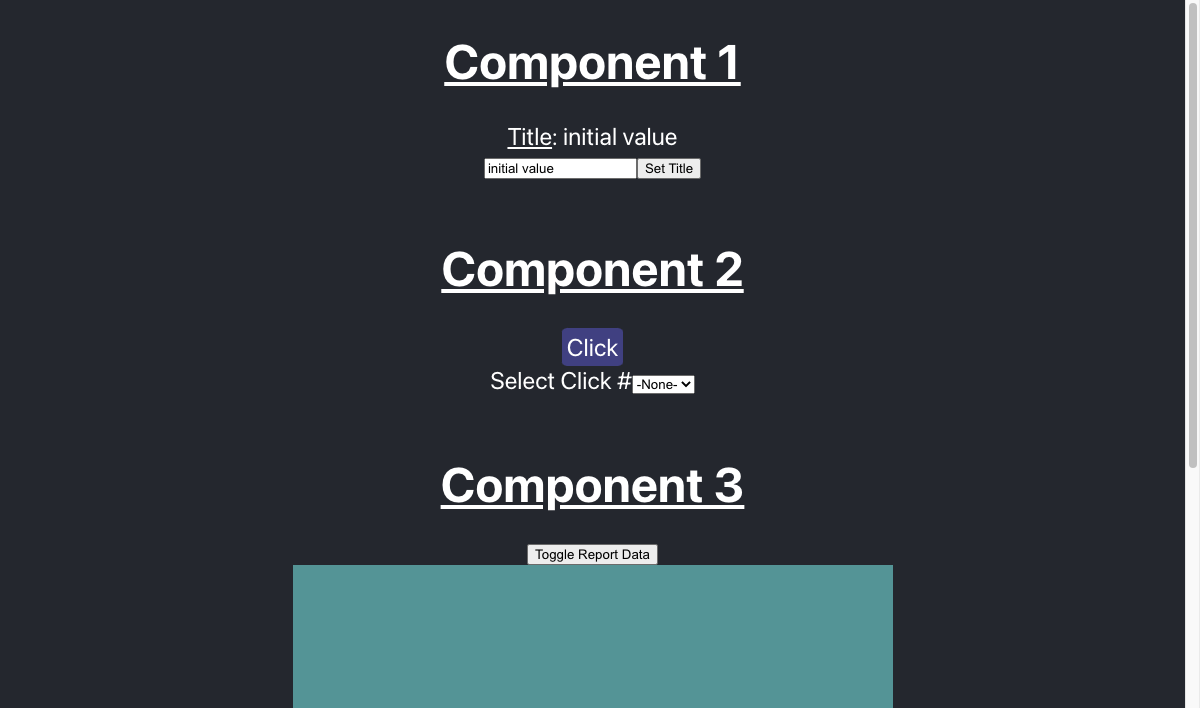 Component 1
Title: initial value
initial value Set Title
Component 2
Click
Select Click # -None-
Component 3
Toggle Report Data